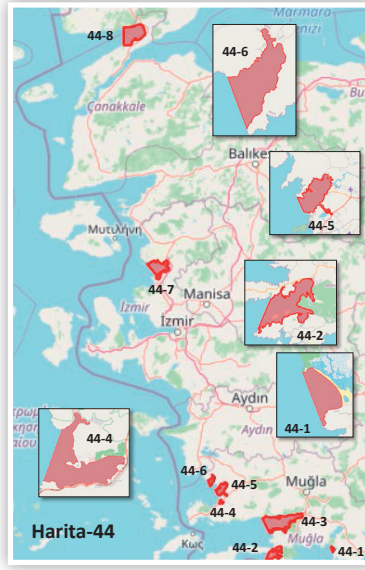 Marmara
44-8
44-6
Çanakkale
Balıke
44-5
Μυτιλήνη
44-7
Manisa
İzmir
İzmir
44-2
Aydın
Aydın
44-1
44-4
44-6
44-5
44-4
Muğla
44-3
Harita-44
Κως
44-2
Muğla
44-1